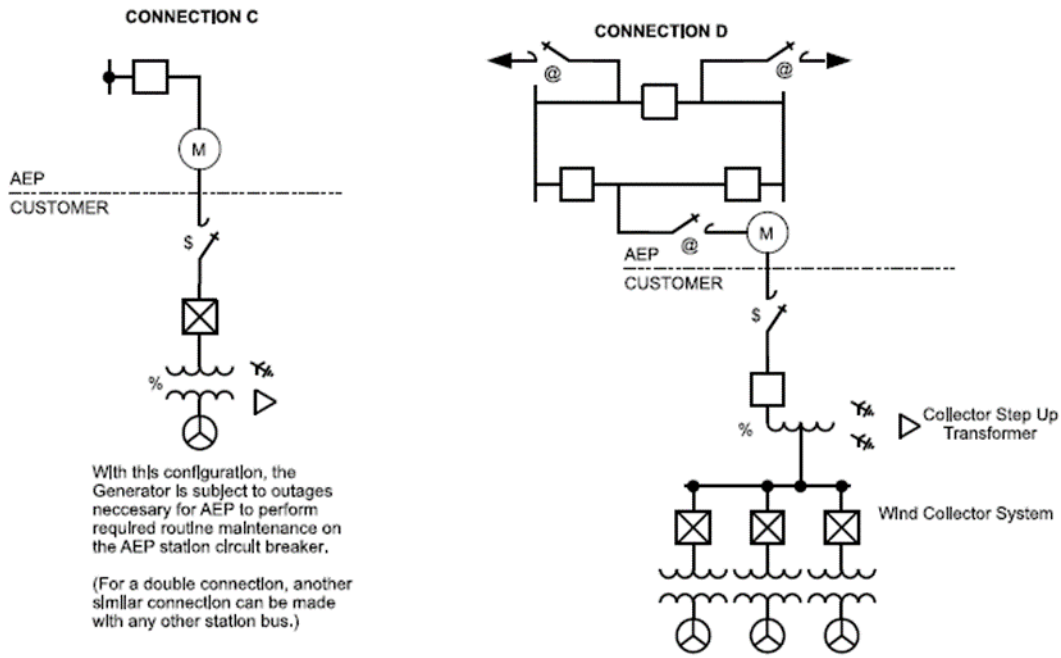 CONNECTION C
M
AEP
CUSTOMER
$
%
With this configuration, the
Generator is subject to outages
neccesary for AEP to perform
required routine maintenance on
the AEP station circuit breaker.
(For a double connection, another
similar connection can be made
with any other station bus.)
CONNECTION D
@
@
@
M
AEP
CUSTOMER
$
%
Collector Step Up
Transformer
Wind Collector System